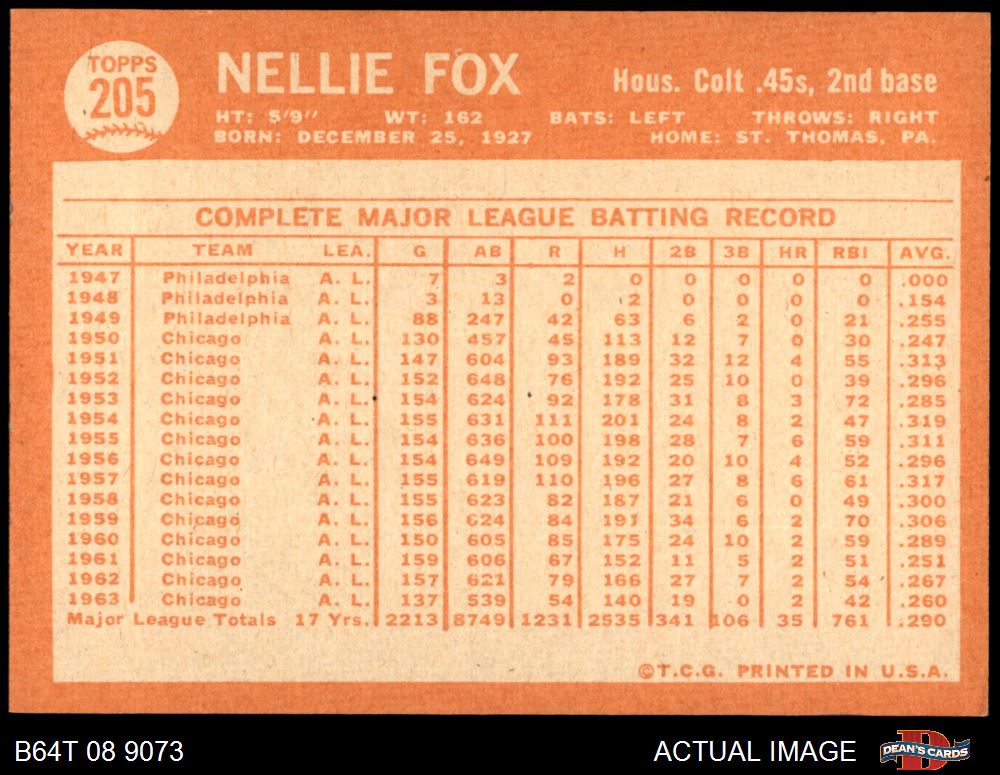 TOPPS
205
NELLIE FOX
Hous. Colt .45s, 2nd base
HT: 5'9" WT: 162 BATS: LEFT THROWS: RIGHT
BORN: DECEMBER 25, 1927 HOME: ST. THOMAS, PA.
COMPLETE MAJOR LEAGUE BATTING RECORD
YEAR TEAM LEA. G AB R H 2B 3B HR RBI AVG.
1947 Philadelphia A. L. 7 3 2 0 0 0 0 0 .000
1948 Philadelphia A. L. 3 13 0 2 0 0 0 0 .154
1949 Philadelphia A. L. 88 247 42 63 6 2 0 21 .255
1950 Chicago A. L. 130 457 45 113 12 7 0 30 .247
1951 Chicago A. L. 147 604 93 189 32 12 4 55 .313
1952 Chicago A. L. 152 648 76 192 25 10 0 39 .296
1953 Chicago A. L. 154 624 92 178 31 8 3 72 .285
1954 Chicago A. L. 155 631 111 201 24 8 2 47 .319
1955 Chicago A. L. 154 636 100 198 28 7 6 59 .311
1956 Chicago A. L. 154 649 109 192 20 10 4 52 .296
1957 Chicago A. L. 155 619 110 196 27 8 6 61 .317
1958 Chicago A. L. 155 623 82 187 21 6 0 49 .300
1959 Chicago A. L. 156 624 84 191 34 6 2 70 .306
1960 Chicago A. L. 150 605 85 175 24 10 2 59 .289
1961 Chicago A. L. 159 606 67 152 11 5 2 51 .251
1962 Chicago A. L. 157 621 79 166 27 7 2 54 .267
1963 Chicago A. L. 137 539 54 140 19 0 2 42 .260
Major League Totals 17 Yrs. 2213 8749 1231 2535 341 106 35 761 .290
©T.C.G. PRINTED IN U.S.A.
B64T 08 9073 ACTUAL IMAGE DEAN'S CARDS